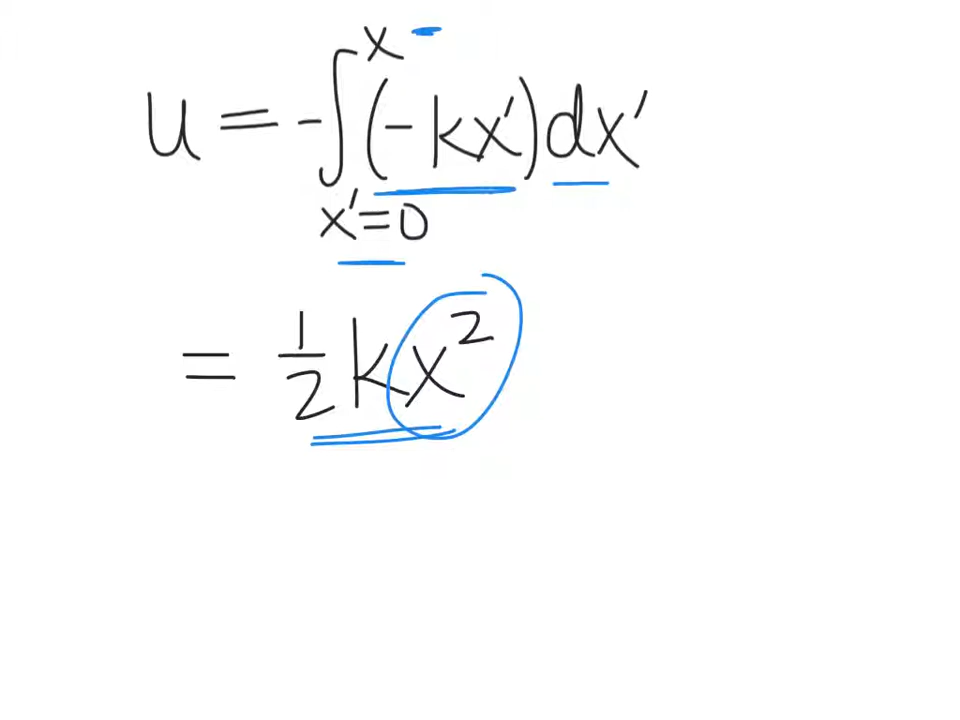 U = -∫(-kx')dx'
x
x'=0
= 1/2 kx²